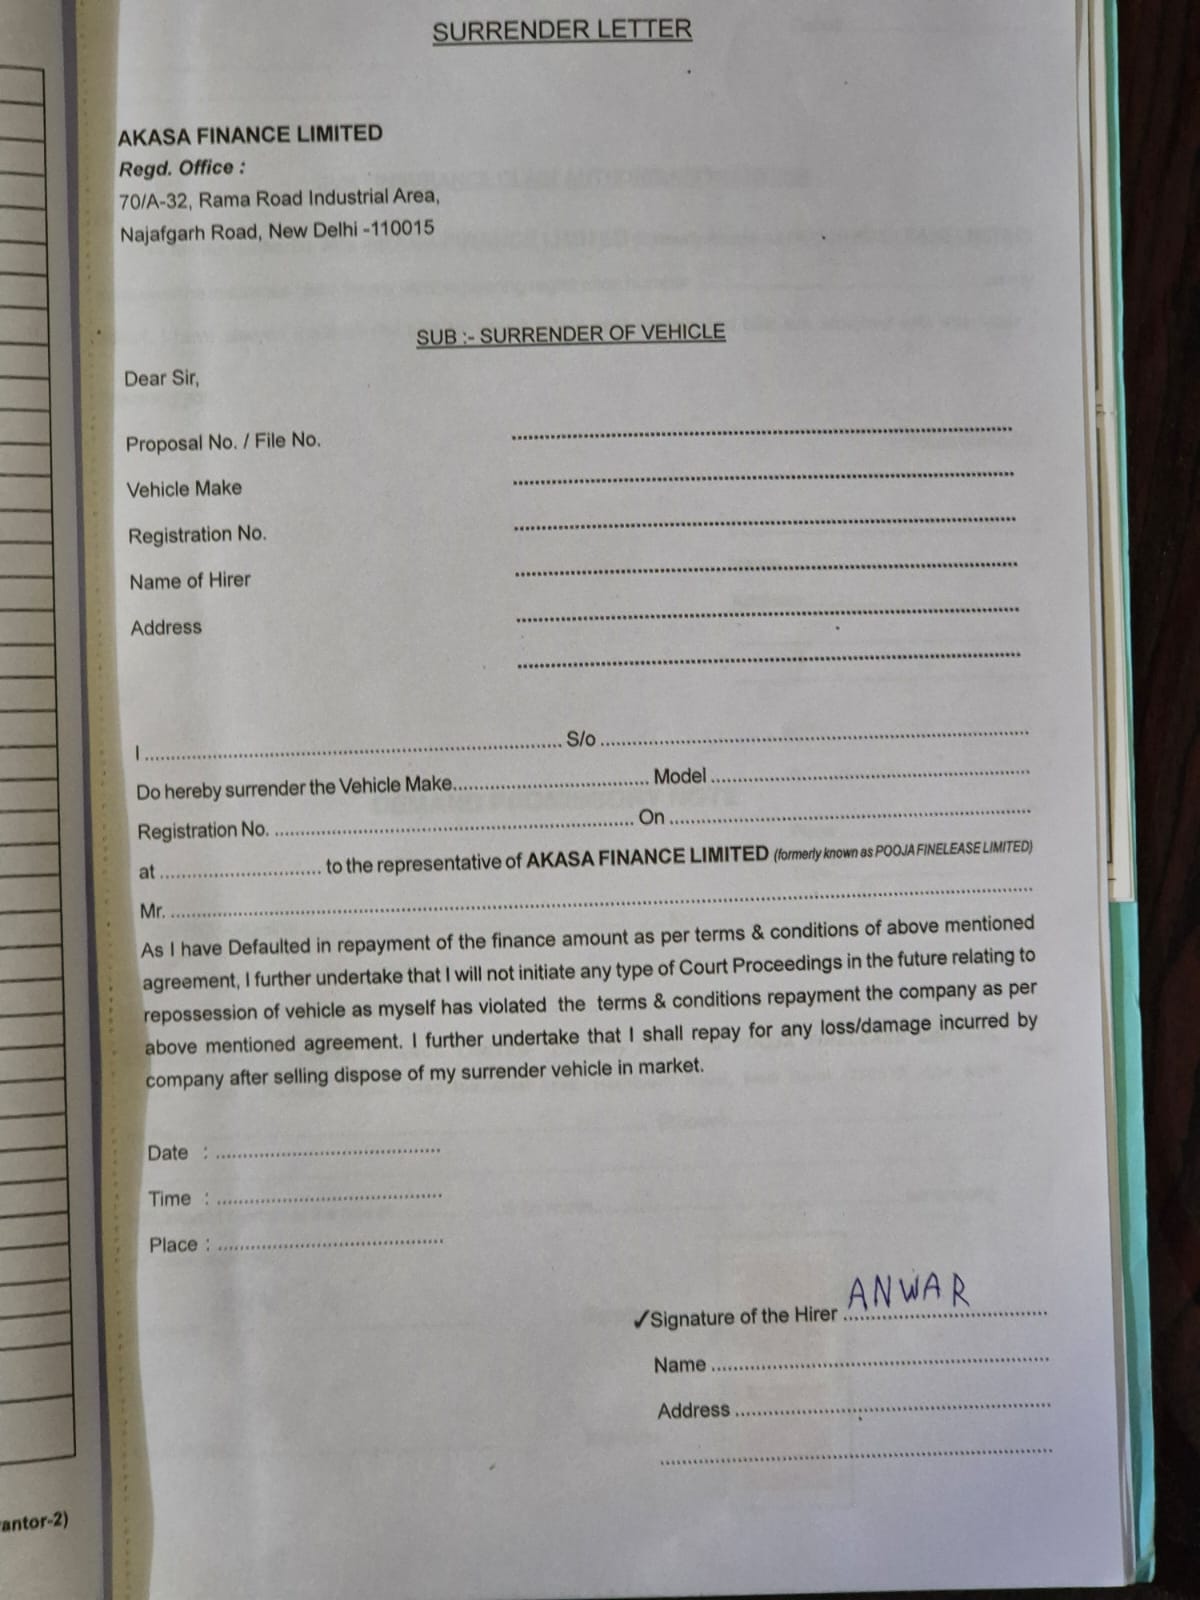 SURRENDER LETTER
AKASA FINANCE LIMITED
Regd. Office :
70/A-32, Rama Road Industrial Area,
Najafgarh Road, New Delhi -110015
SUB :- SURRENDER OF VEHICLE
Dear Sir,
Proposal No. / File No. ....................
Vehicle Make ....................
Registration No. ....................
Name of Hirer ....................
Address ....................
....................
I .................... S/o ....................
Do hereby surrender the Vehicle Make.................... Model ....................
Registration No. .................... On ....................
at .................... to the representative of AKASA FINANCE LIMITED (formerly known as POOJA FINELEASE LIMITED)
Mr. ....................
As I have Defaulted in repayment of the finance amount as per terms & conditions of above mentioned
agreement, I further undertake that I will not initiate any type of Court Proceedings in the future relating to
repossession of vehicle as myself has violated the terms & conditions repayment the company as per
above mentioned agreement. I further undertake that I shall repay for any loss/damage incurred by
company after selling dispose of my surrender vehicle in market.
Date : ....................
Time : ....................
Place : ....................
✓Signature of the Hirer ANWAR
Name ....................
Address ....................
....................
antor-2)